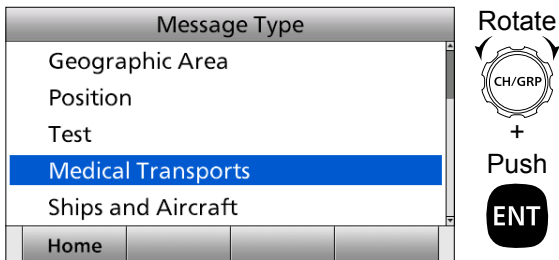 Message Type
Geographic Area
Position
Test
Medical Transports
Ships and Aircraft
Home
Rotate
CH/GRP
+
Push
ENT